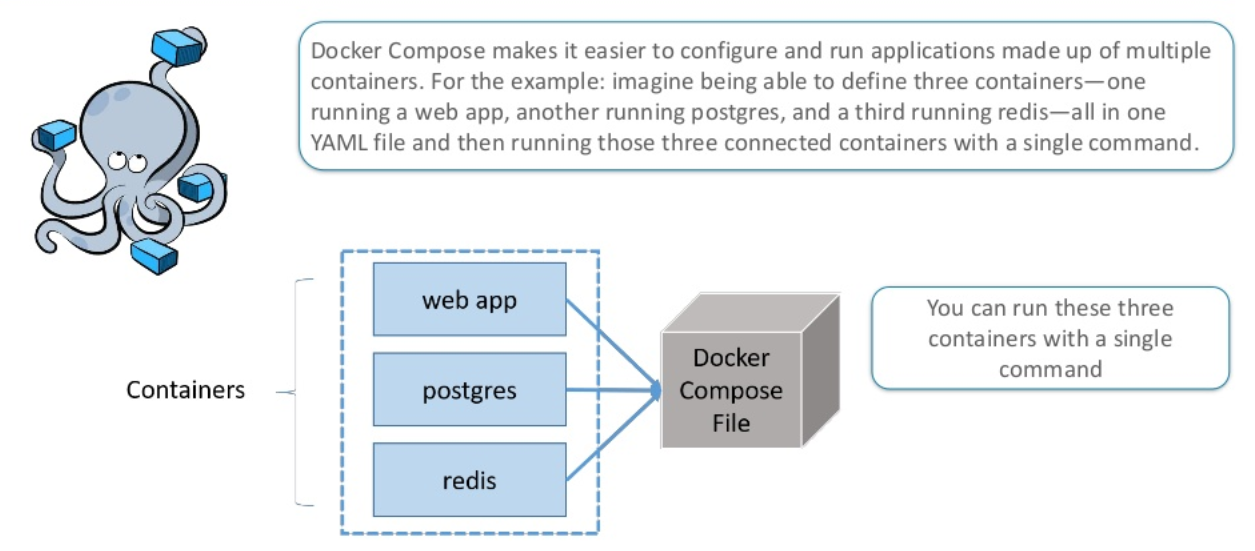 Docker Compose makes it easier to configure and run applications made up of multiple
containers. For the example: imagine being able to define three containers—one
running a web app, another running postgres, and a third running redis—all in one
YAML file and then running those three connected containers with a single command.
Containers
web app
postgres
redis
Docker
Compose
File
You can run these three
containers with a single
command